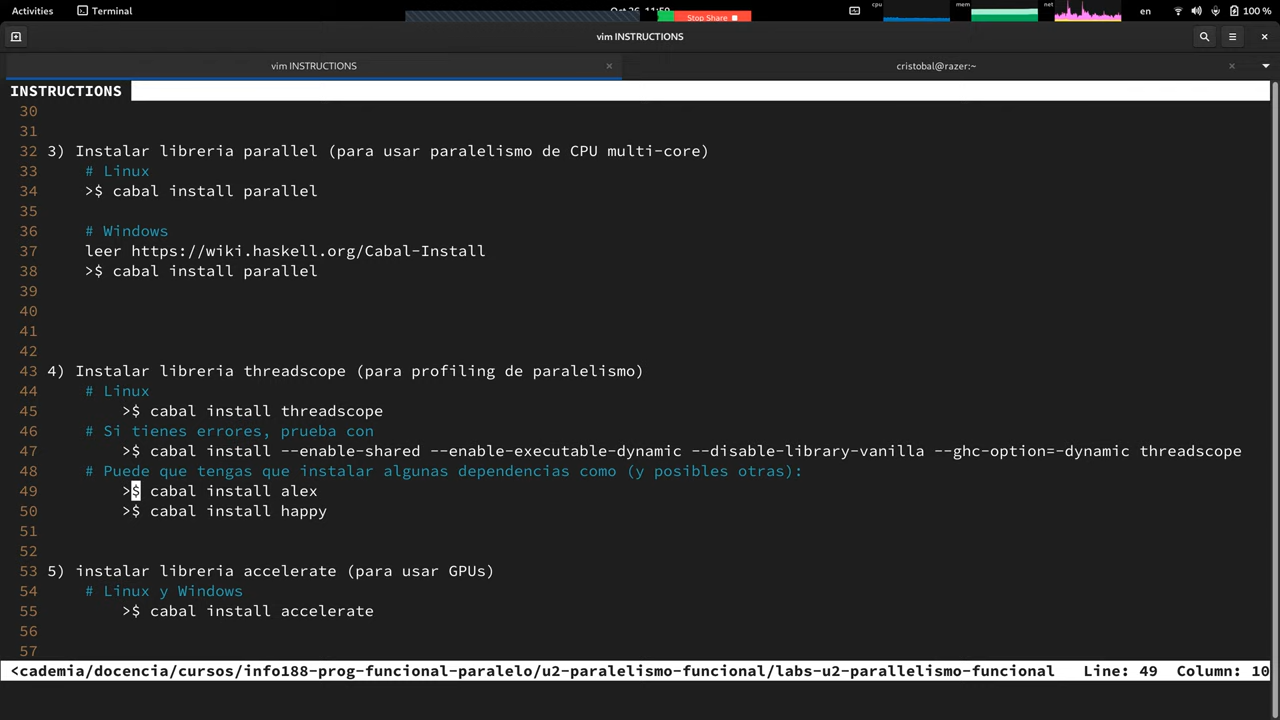 Activities Terminal Oct 26, 11:59 Stop Share cpu mem net en 100 %
vim INSTRUCTIONS
vim INSTRUCTIONS × cristobal@razer:~ ×
INSTRUCTIONS
30
31
32 3) Instalar libreria parallel (para usar paralelismo de CPU multi-core)
33 # Linux
34 >$ cabal install parallel
35
36 # Windows
37 leer https://wiki.haskell.org/Cabal-Install
38 >$ cabal install parallel
39
40
41
42
43 4) Instalar libreria threadscope (para profiling de paralelismo)
44 # Linux
45 >$ cabal install threadscope
46 # Si tienes errores, prueba con
47 >$ cabal install --enable-shared --enable-executable-dynamic --disable-library-vanilla --ghc-option=-dynamic threadscope
48 # Puede que tengas que instalar algunas dependencias como (y posibles otras):
49 >$ cabal install alex
50 >$ cabal install happy
51
52
53 5) instalar libreria accelerate (para usar GPUs)
54 # Linux y Windows
55 >$ cabal install accelerate
56
57
<cademia/docencia/cursos/info188-prog-funcional-paralelo/u2-paralelismo-funcional/labs-u2-parallelismo-funcional Line: 49 Column: 10